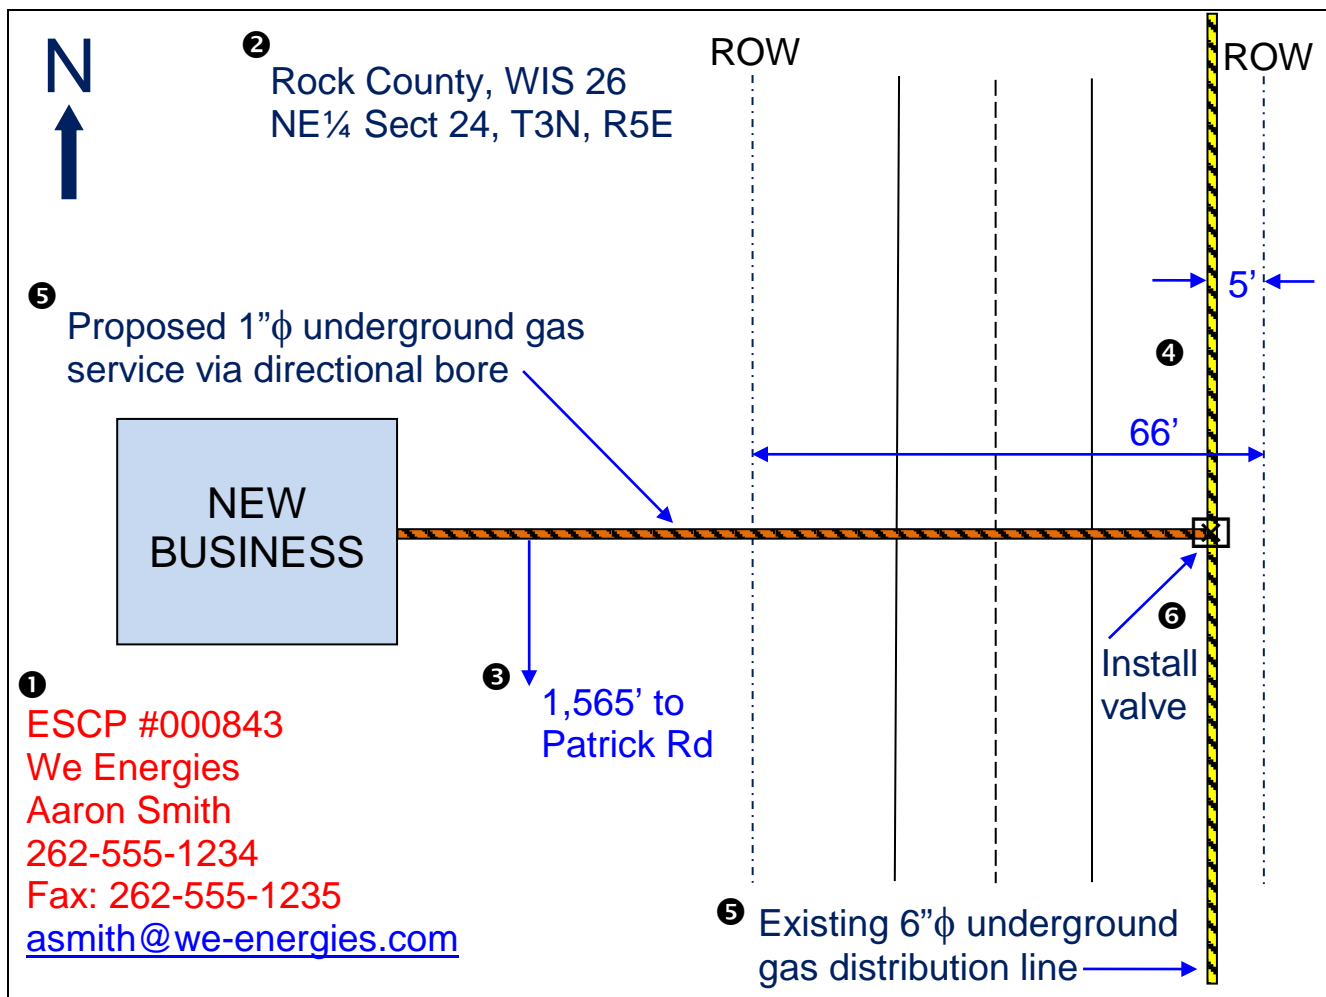 N
❷
Rock County, WIS 26
NE¼ Sect 24, T3N, R5E
ROW
ROW
5’
❹
❺
Proposed 1”ϕ underground gas
service via directional bore
66’
NEW
BUSINESS
❻
Install
valve
❸
1,565’ to
Patrick Rd
❶
ESCP #000843
We Energies
Aaron Smith
262-555-1234
Fax: 262-555-1235
asmith@we-energies.com
❺
Existing 6”ϕ underground
gas distribution line